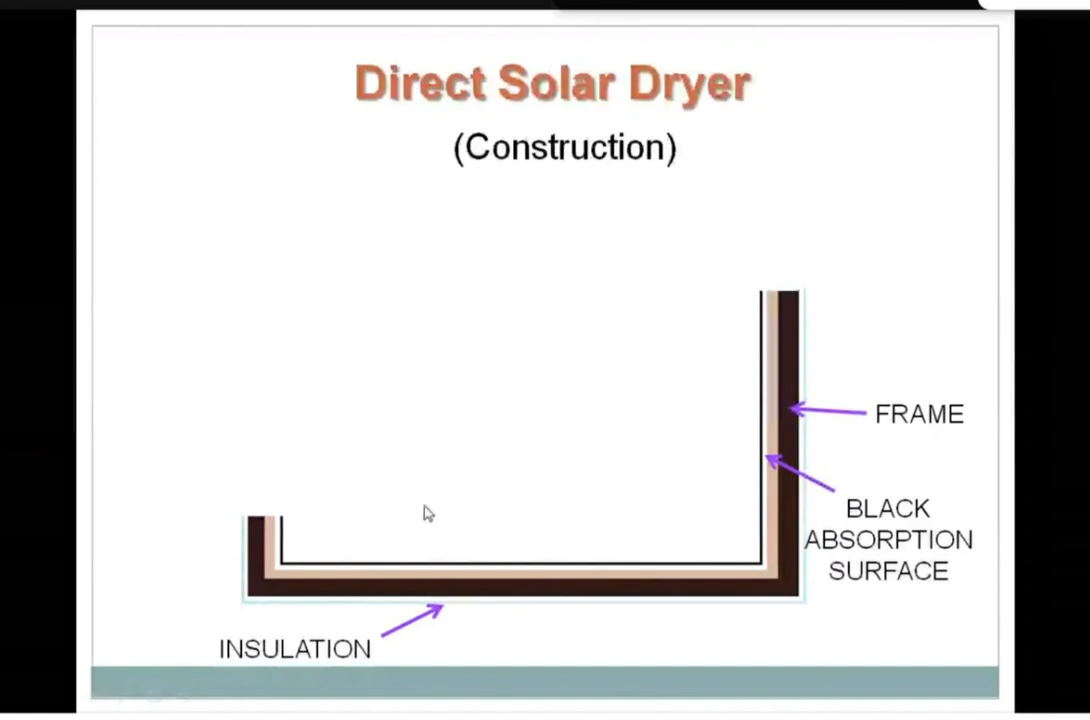 Direct Solar Dryer
(Construction)
FRAME
BLACK
ABSORPTION
SURFACE
INSULATION